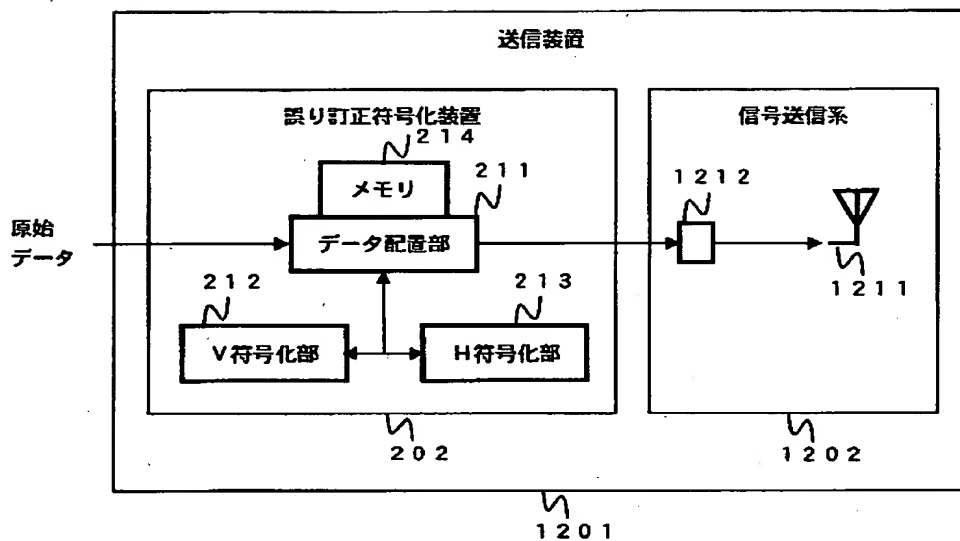 送信装置
誤り訂正符号化装置
信号送信系
214
メモリ
211
1212
原始
データ
データ配置部
1211
212
213
V符号化部
H符号化部
202
1202
1201